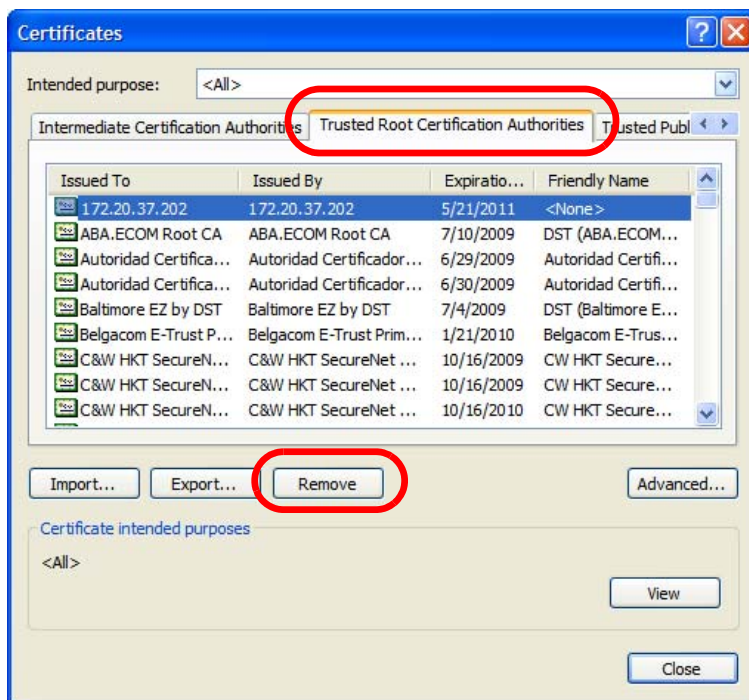 Certificates
Intended purpose: <All>
Intermediate Certification Authorities Trusted Root Certification Authorities Trusted Publ
Issued To Issued By Expiratio... Friendly Name
172.20.37.202 172.20.37.202 5/21/2011 <None>
ABA.ECOM Root CA ABA.ECOM Root CA 7/10/2009 DST (ABA.ECOM...
Autoridad Certifica... Autoridad Certificador... 6/29/2009 Autoridad Certifi...
Autoridad Certifica... Autoridad Certificador... 6/30/2009 Autoridad Certifi...
Baltimore EZ by DST Baltimore EZ by DST 7/4/2009 DST (Baltimore E...
Belgacom E-Trust P... Belgacom E-Trust Prim... 1/21/2010 Belgacom E-Trus...
C&W HKT SecureN... C&W HKT SecureNet ... 10/16/2009 CW HKT Secure...
C&W HKT SecureN... C&W HKT SecureNet ... 10/16/2009 CW HKT Secure...
C&W HKT SecureN... C&W HKT SecureNet ... 10/16/2010 CW HKT Secure...
Import... Export... Remove Advanced...
Certificate intended purposes
<All>
View
Close